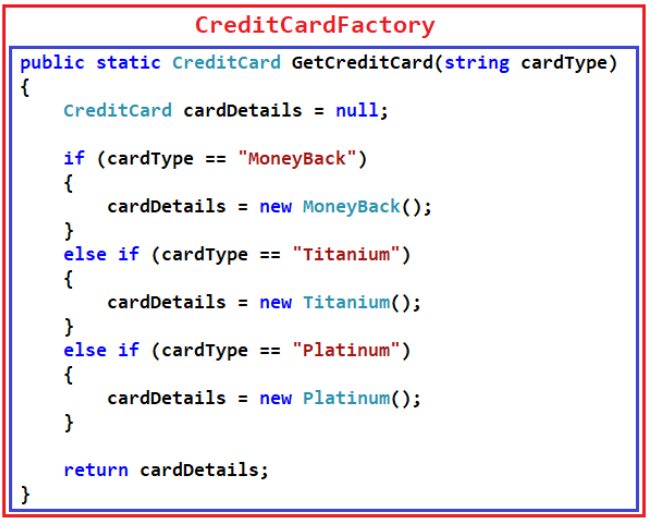 CreditCardFactory
public static CreditCard GetCreditCard(string cardType)
{
    CreditCard cardDetails = null;

    if (cardType == "MoneyBack")
    {
        cardDetails = new MoneyBack();
    }
    else if (cardType == "Titanium")
    {
        cardDetails = new Titanium();
    }
    else if (cardType == "Platinum")
    {
        cardDetails = new Platinum();
    }

    return cardDetails;
}